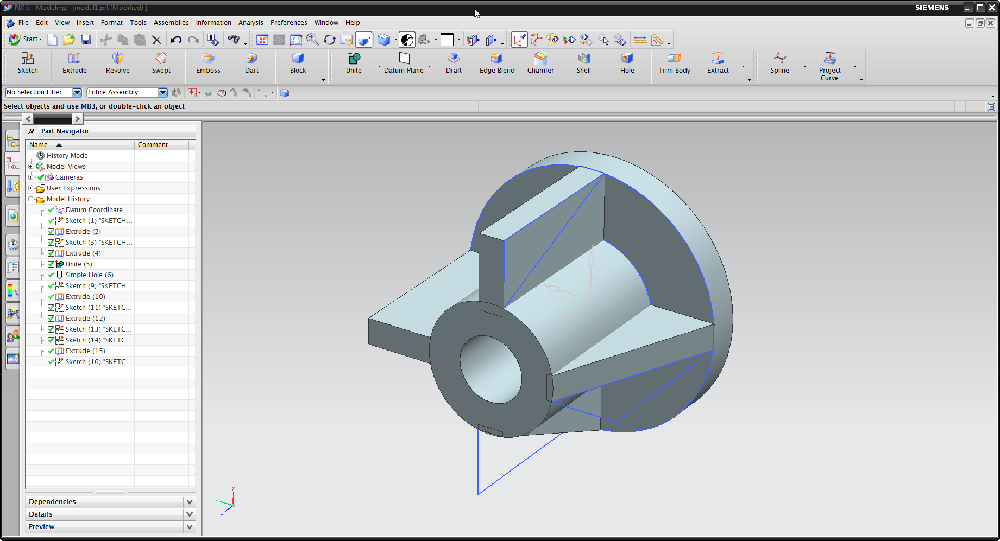 NX 6 - Modeling - [model1.prt (Modified) ]
SIEMENS
File Edit View Insert Format Tools Assemblies Information Analysis Preferences Window Help
Start
Sketch Extrude Revolve Swept Emboss Dart Block Unite Datum Plane Draft Edge Blend Chamfer Shell Hole Trim Body Extract Spline Project Curve
No Selection Filter Entire Assembly
Select objects and use MB3, or double-click an object
Part Navigator
Name Comment
History Mode
Model Views
Cameras
User Expressions
Model History
Datum Coordinate ...
Sketch (1) "SKETCH...
Extrude (2)
Sketch (3) "SKETCH...
Extrude (4)
Unite (5)
Simple Hole (6)
Sketch (9) "SKETCH...
Extrude (10)
Sketch (11) "SKETC...
Extrude (12)
Sketch (13) "SKETC...
Sketch (14) "SKETC...
Extrude (15)
Sketch (16) "SKETC...
Dependencies
Details
Preview
X
Y
Z